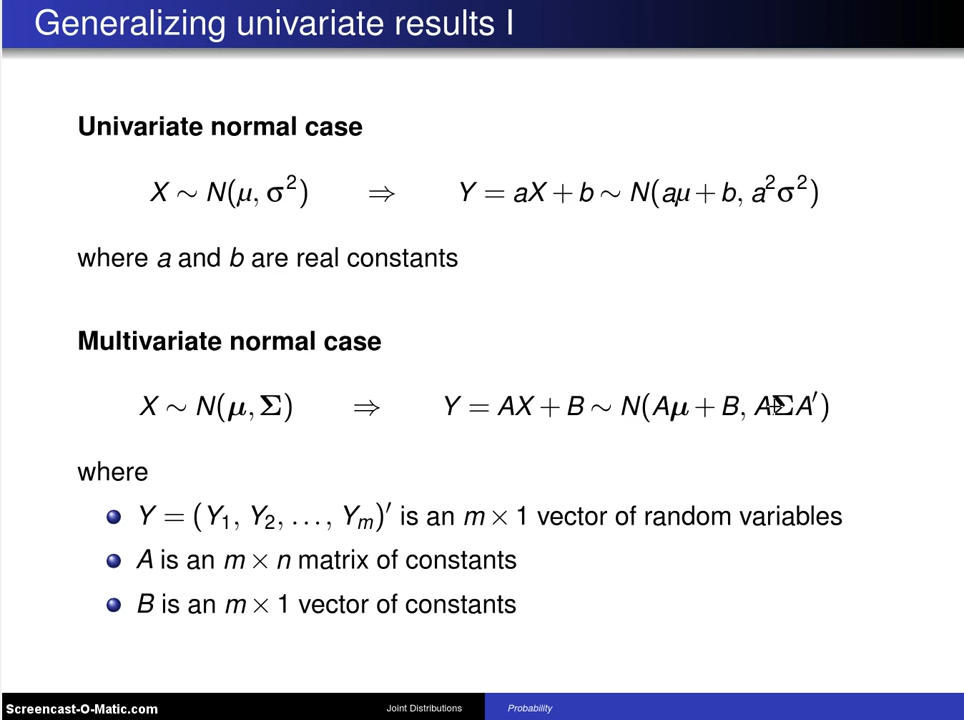 Generalizing univariate results I
Univariate normal case
X ∼ N(μ, σ²) ⇒ Y = aX + b ∼ N(aμ + b, a²σ²)
where a and b are real constants
Multivariate normal case
X ∼ N(μ, Σ) ⇒ Y = AX + B ∼ N(Aμ + B, AΣA′)
where
Y = (Y₁, Y₂, …, Yₘ)′ is an m × 1 vector of random variables
A is an m × n matrix of constants
B is an m × 1 vector of constants
Screencast-O-Matic.com Joint Distributions Probability